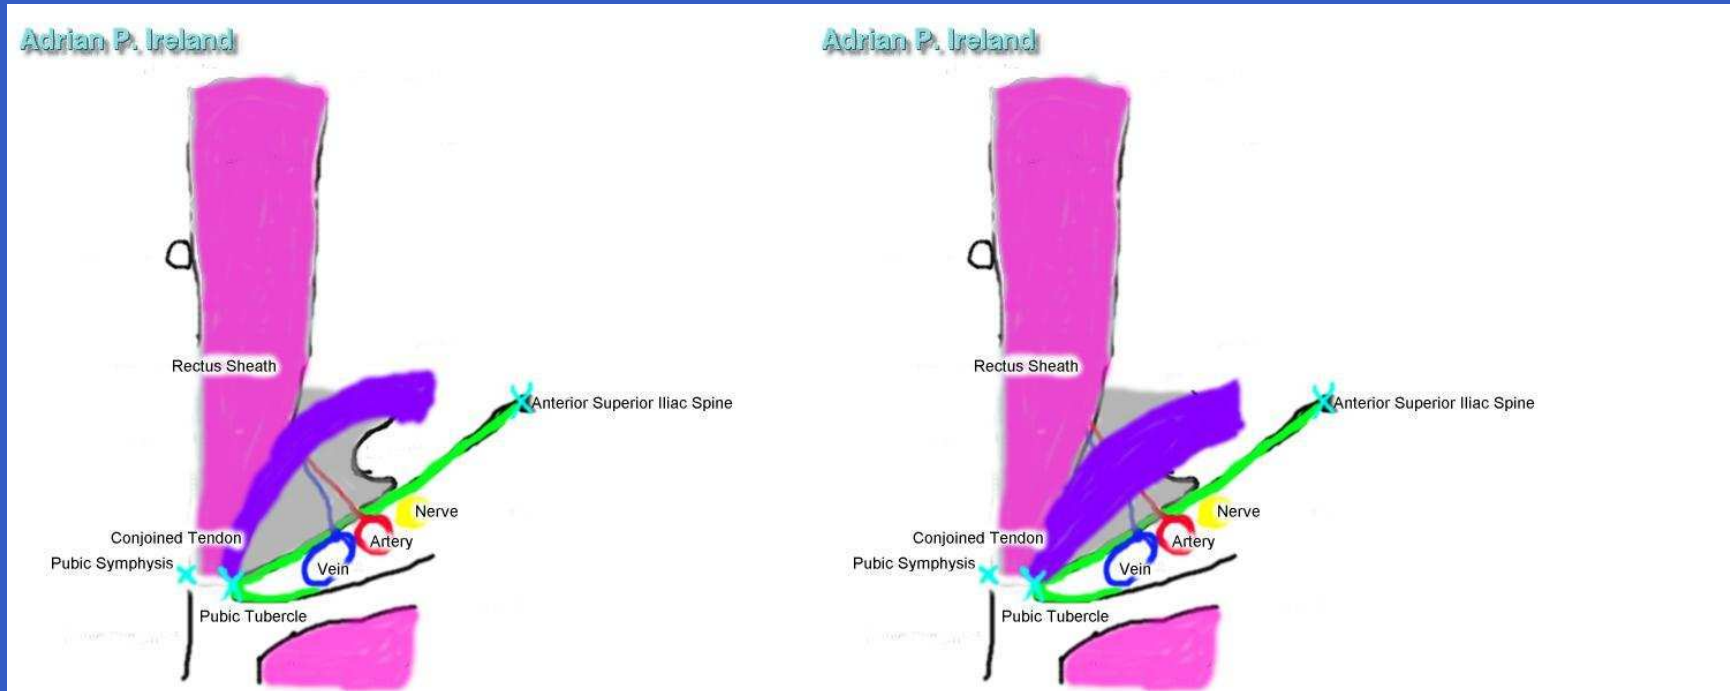 Adrian P. Ireland
Rectus Sheath
Anterior Superior Iliac Spine
Nerve
Conjoined Tendon
Artery
Pubic Symphysis
Vein
Pubic Tubercle
Adrian P. Ireland
Rectus Sheath
Anterior Superior Iliac Spine
Nerve
Conjoined Tendon
Artery
Pubic Symphysis
Vein
Pubic Tubercle